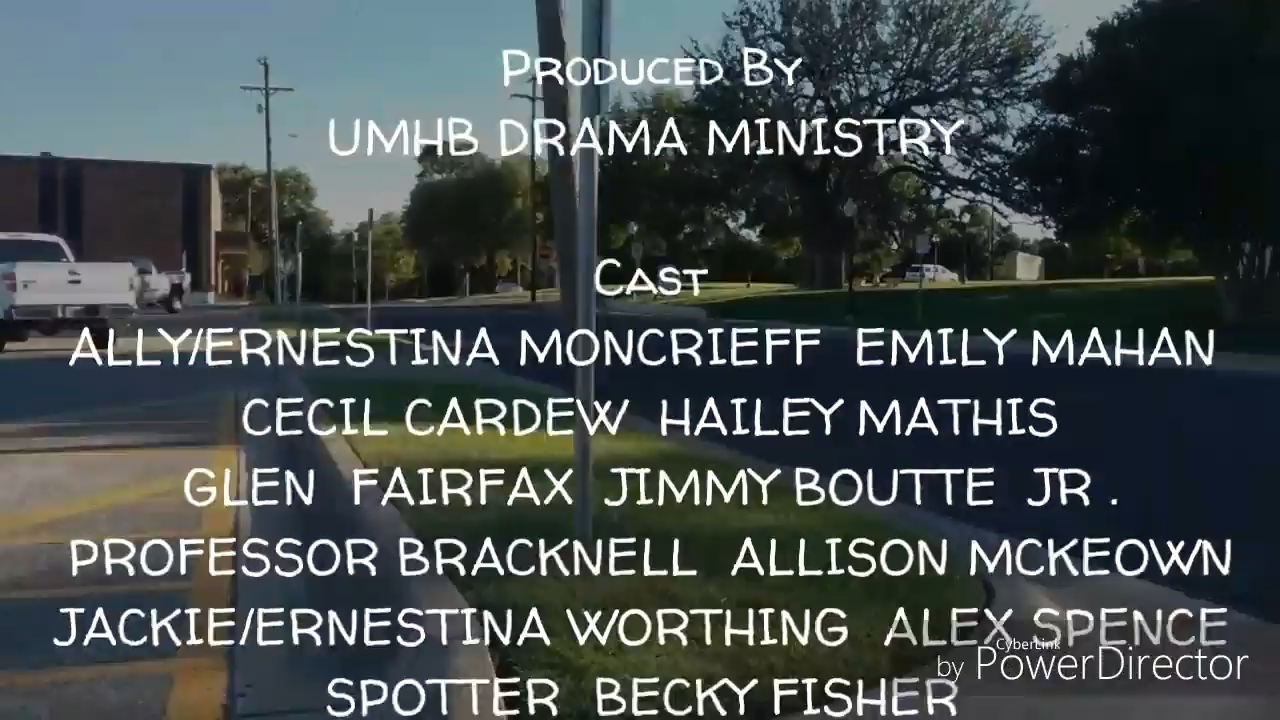 Produced By
UMHB DRAMA MINISTRY
Cast
ALLY/ERNESTINA MONCRIEFF EMILY MAHAN
CECIL CARDEW HAILEY MATHIS
GLEN FAIRFAX JIMMY BOUTTE JR .
PROFESSOR BRACKNELL ALLISON MCKEOWN
JACKIE/ERNESTINA WORTHING ALEX SPENCE
SPOTTER BECKY FISHER
by CyberLink PowerDirector